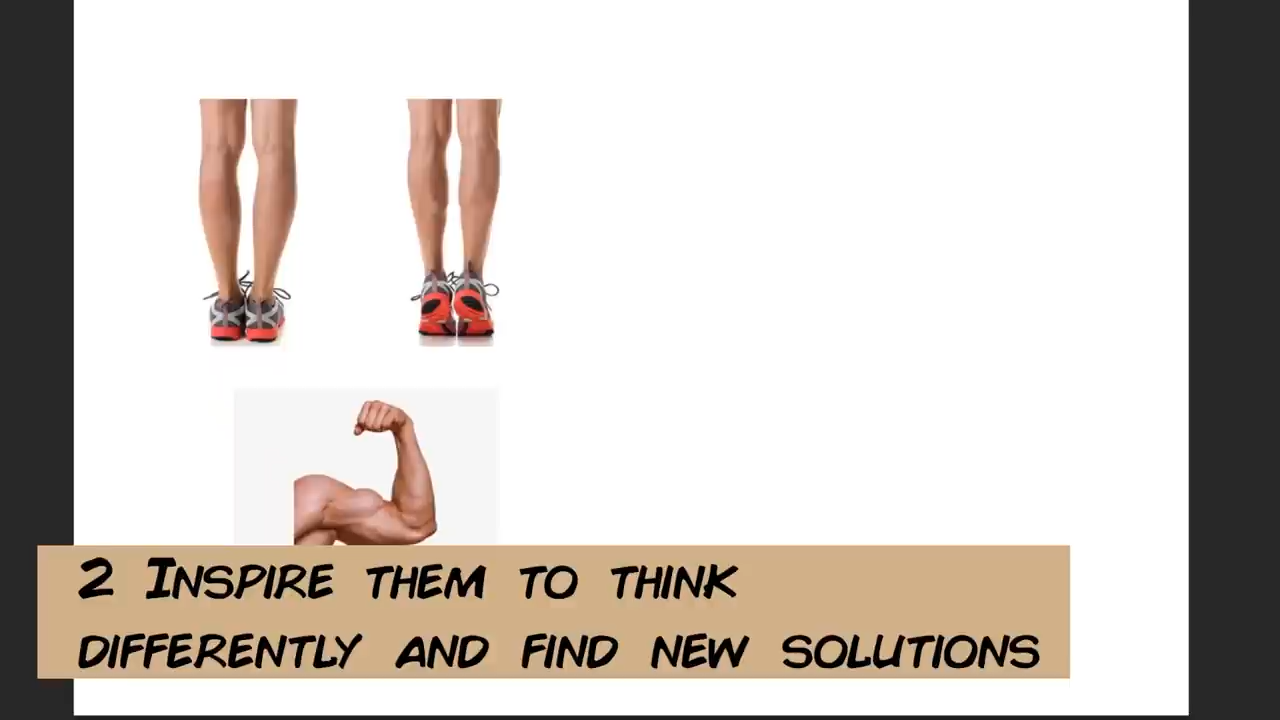 2 Inspire them to think
differently and find new solutions